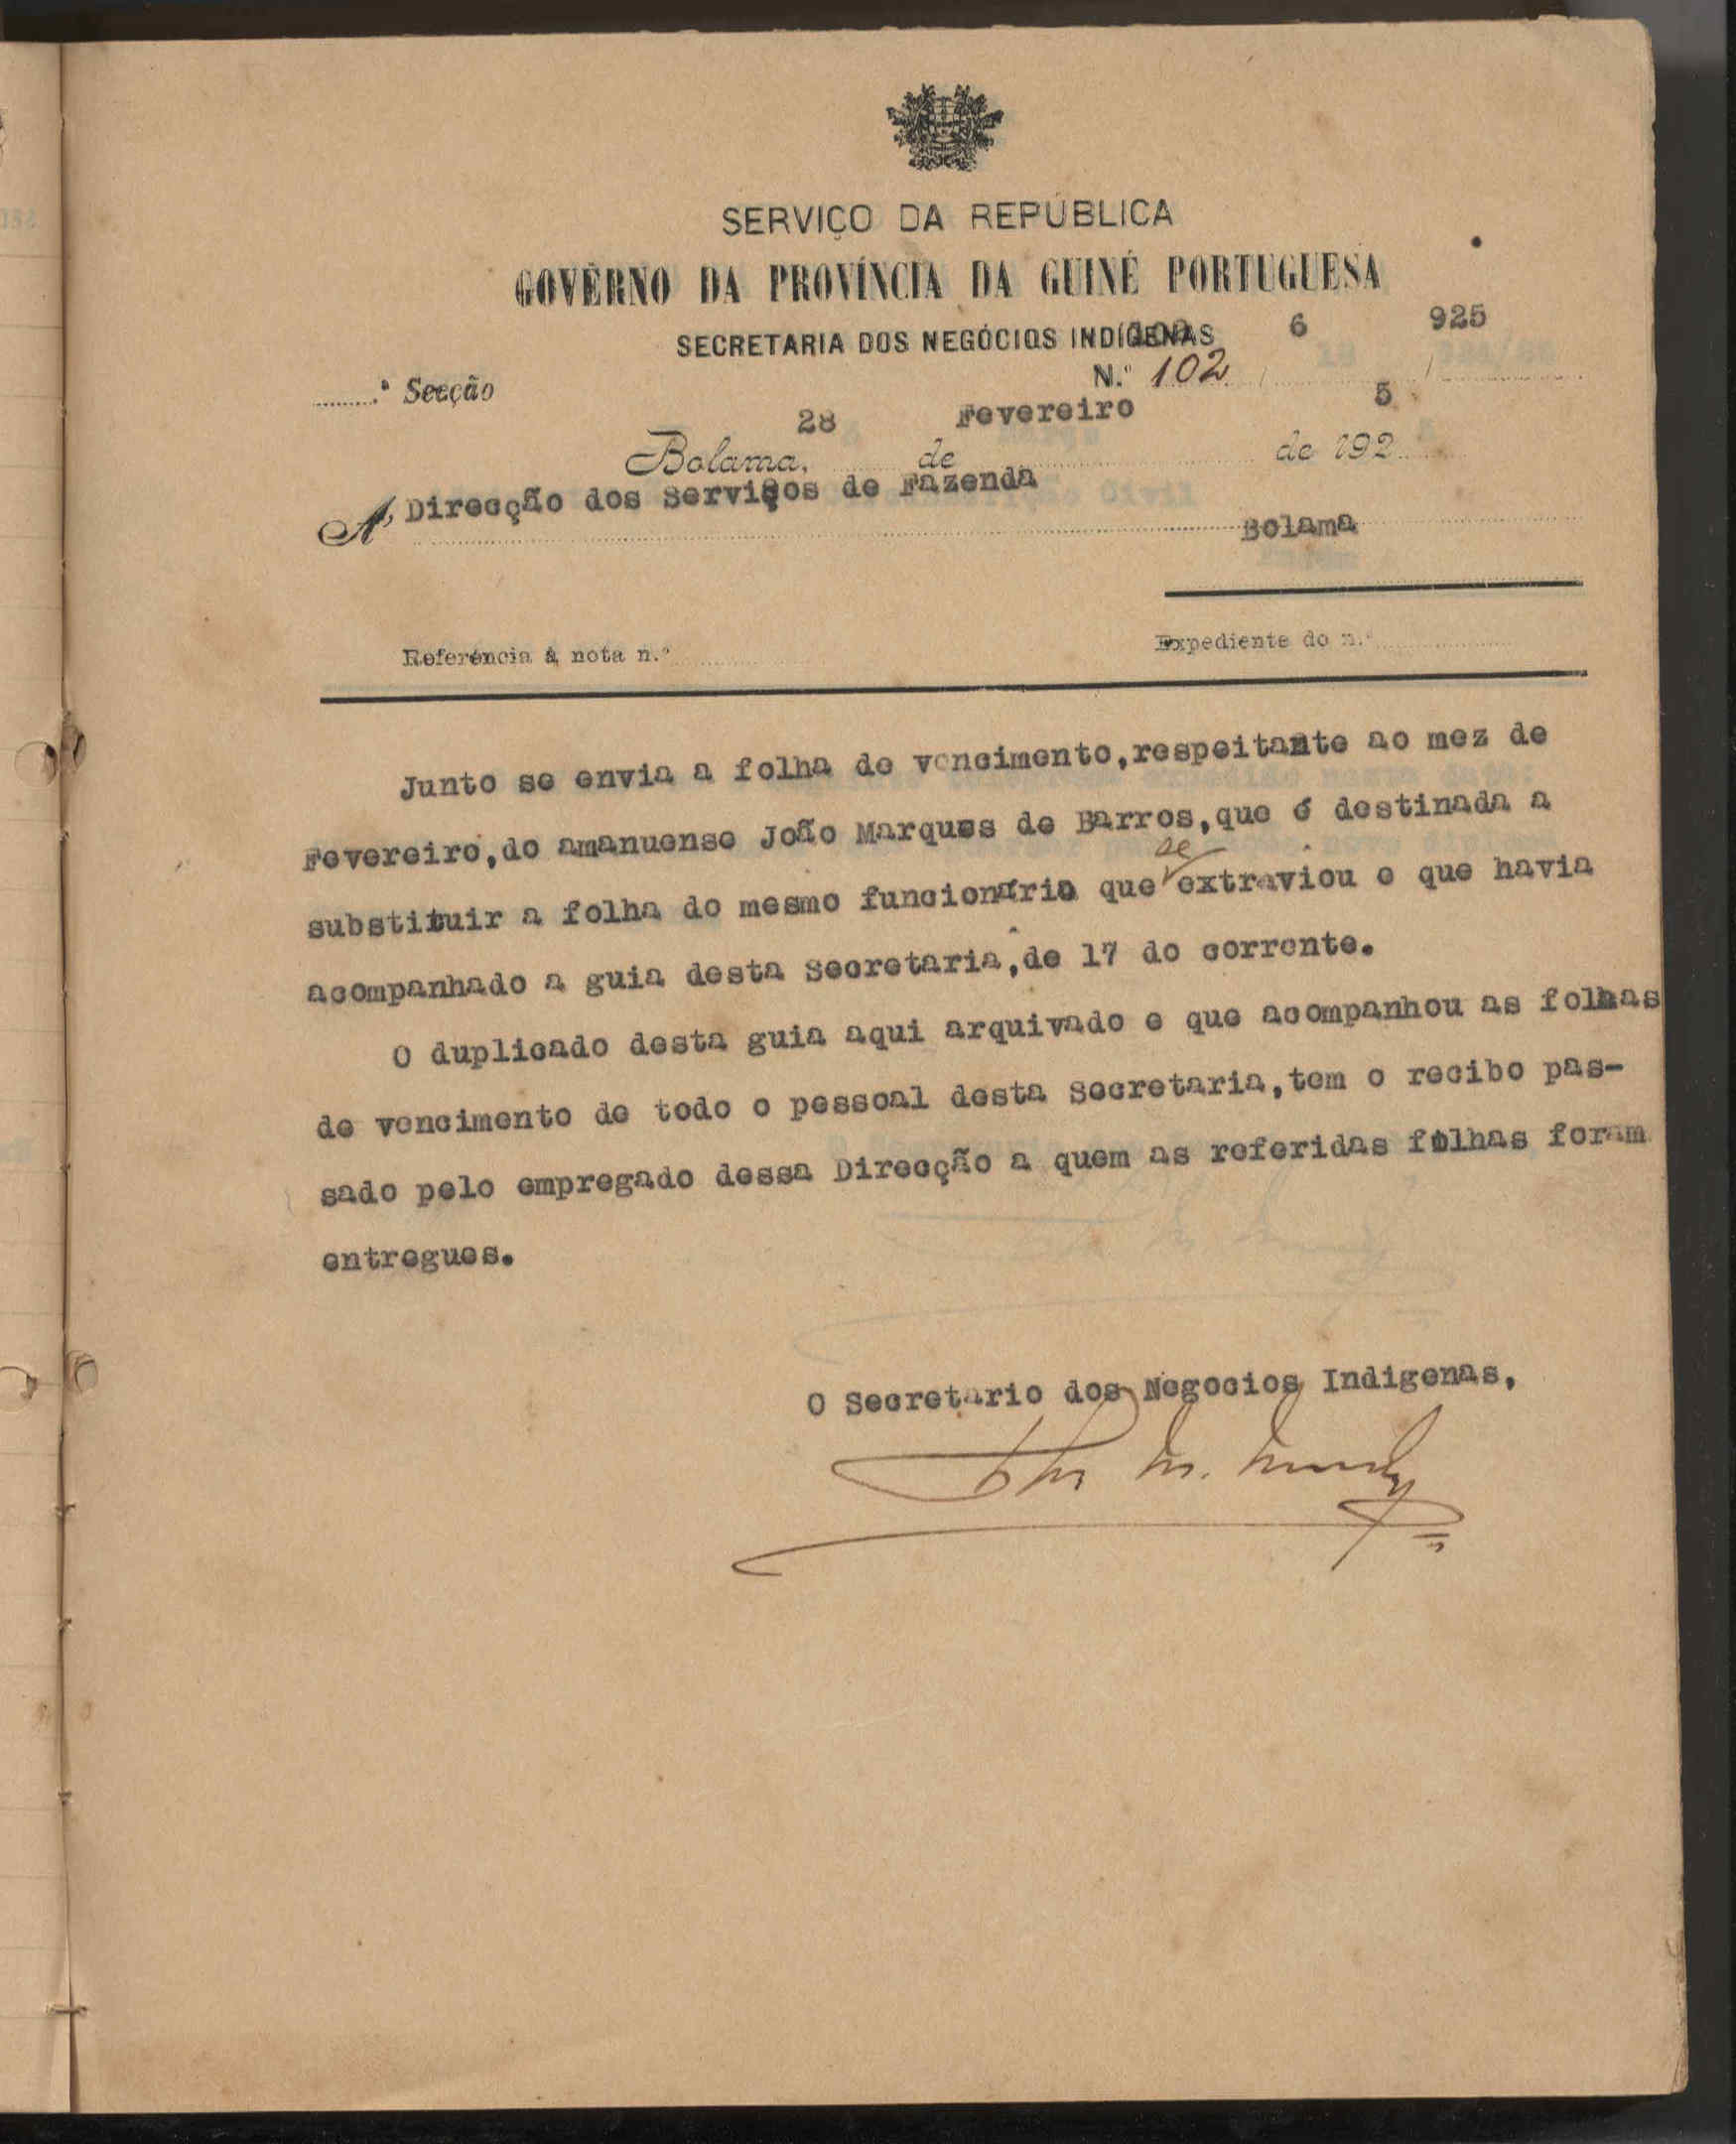 SERVIÇO DA REPÚBLICA
GOVÊRNO DA PROVÍNCIA DA GUINÉ PORTUGUESA
SECRETARIA DOS NEGÓCIOS INDÍGENAS 6 925
.ª Secção N.º 102
28 Fevereiro 5
Bolama, de de 192
A' Direcção dos Serviços de Fazenda
Bolama
Referência á nota n.º Expediente do n.º
Junto se envia a folha de vencimento,respeitante ao mez de
Fevereiro,do amanuense João Marques de Barros,que é destinada a
substituir a folha do mesmo funcionário que se extraviou e que havia
acompanhado a guia desta Secretaria,de 17 do corrente.
O duplicado desta guia aqui arquivado e que acompanhou as folhas
de vencimento de todo o pessoal desta Secretaria,tem o recibo pas-
sado pelo empregado dessa Direcção a quem as referidas folhas foram
entregues.
O Secretario dos Negocios Indigenas,